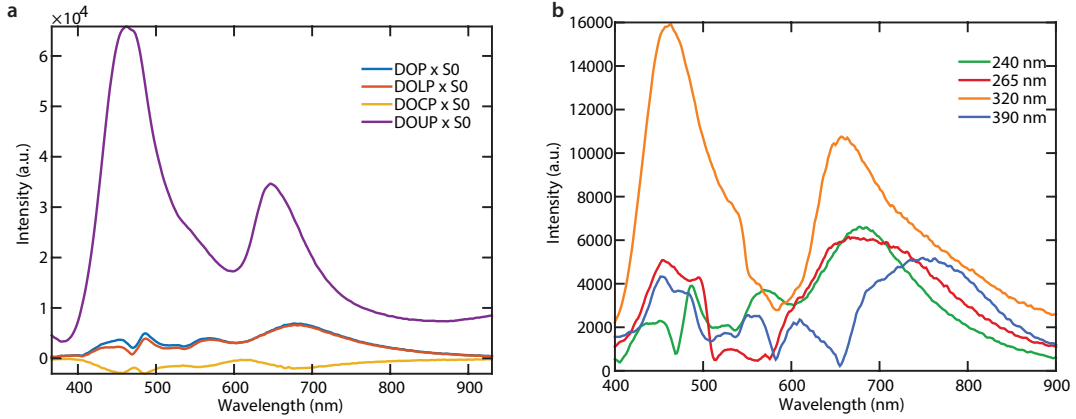 a
×10⁴
6
5
4
3
2
1
0
Intensity (a.u.)
400
500
600
700
800
900
Wavelength (nm)
DOP x S0
DOLP x S0
DOCP x S0
DOUP x S0
b
16000
14000
12000
10000
8000
6000
4000
2000
0
Intensity (a.u.)
400
500
600
700
800
900
Wavelength (nm)
240 nm
265 nm
320 nm
390 nm